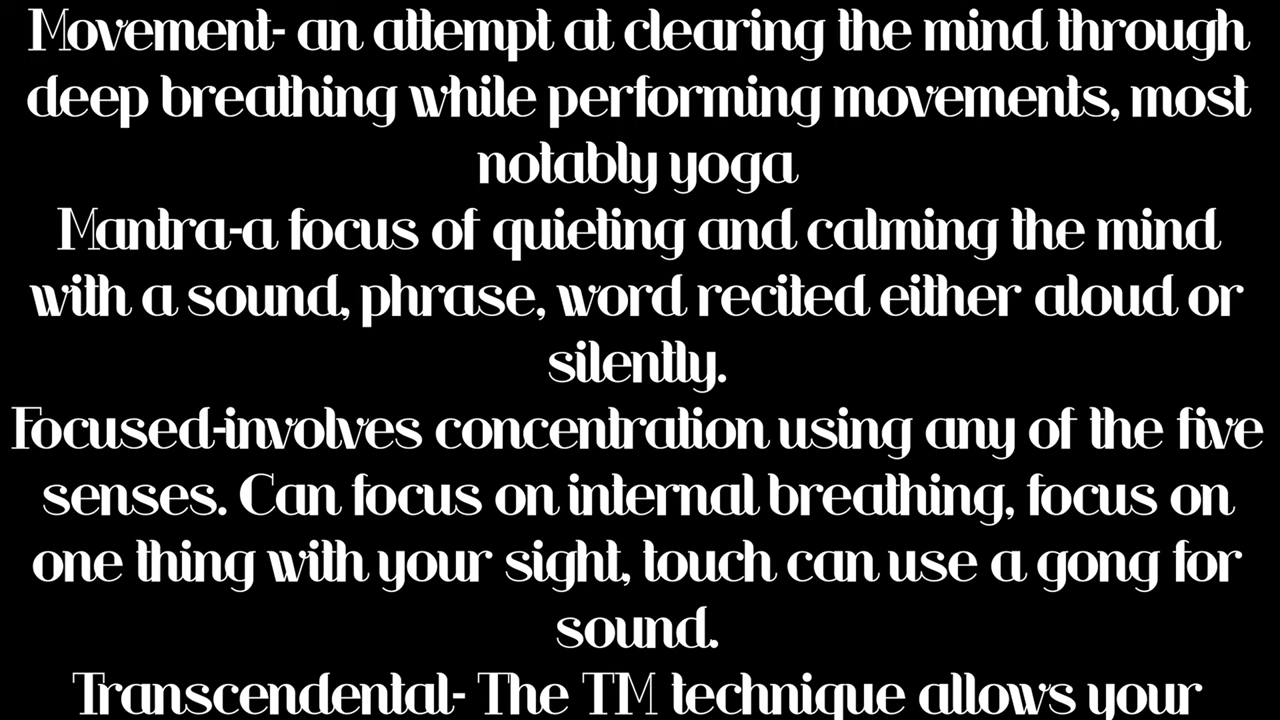 Movement- an attempt at clearing the mind through
deep breathing while performing movements, most
notably yoga
Mantra-a focus of quieting and calming the mind
with a sound, phrase, word recited either aloud or
silently.
Focused-involves concentration using any of the five
senses. Can focus on internal breathing, focus on
one thing with your sight, touch can use a gong for
sound.
Transcendental- The TM technique allows your